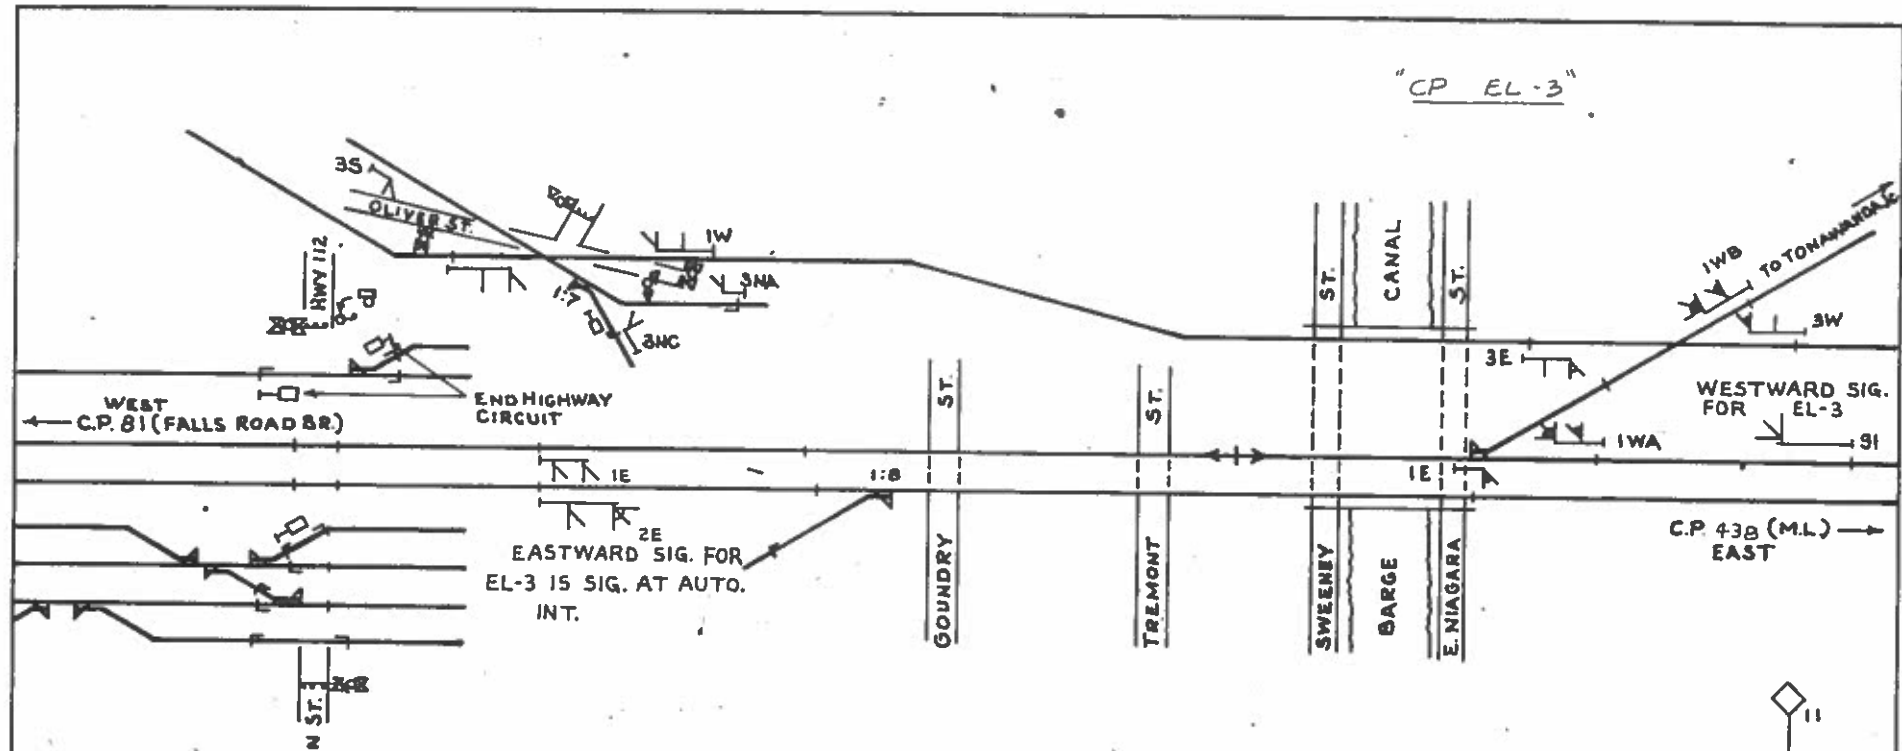 "CP EL-3"
3S
OLIVER ST.
HWY 112
1W
3NA
1:7
3NC
ST.
CANAL
ST.
1WB
TO TONAWANDA Jc
3W
3E
END HIGHWAY
CIRCUIT
ST.
ST.
WESTWARD SIG.
FOR EL-3
WEST
C.P. 81 (FALLS ROAD BR.)
1WA
SI
1E
1:8
1E
2E
EASTWARD SIG. FOR
EL-3 IS SIG. AT AUTO.
INT.
GOUNDRY
TREMONT
SWEENEY
BARGE
E. NIAGARA
C.P. 438 (M.L.)
EAST
N ST.
11